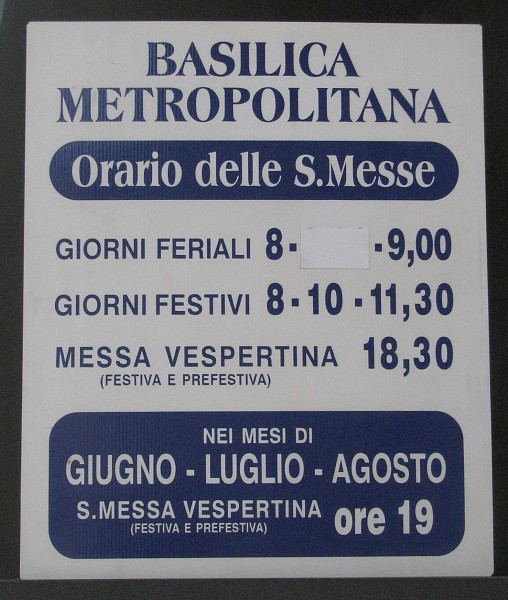 BASILICA
METROPOLITANA
Orario delle S.Messe
GIORNI FERIALI 8 - - 9,00
GIORNI FESTIVI 8 - 10 - 11,30
MESSA VESPERTINA 18,30
(FESTIVA E PREFESTIVA)
NEI MESI DI
GIUGNO - LUGLIO - AGOSTO
S.MESSA VESPERTINA ore 19
(FESTIVA E PREFESTIVA)